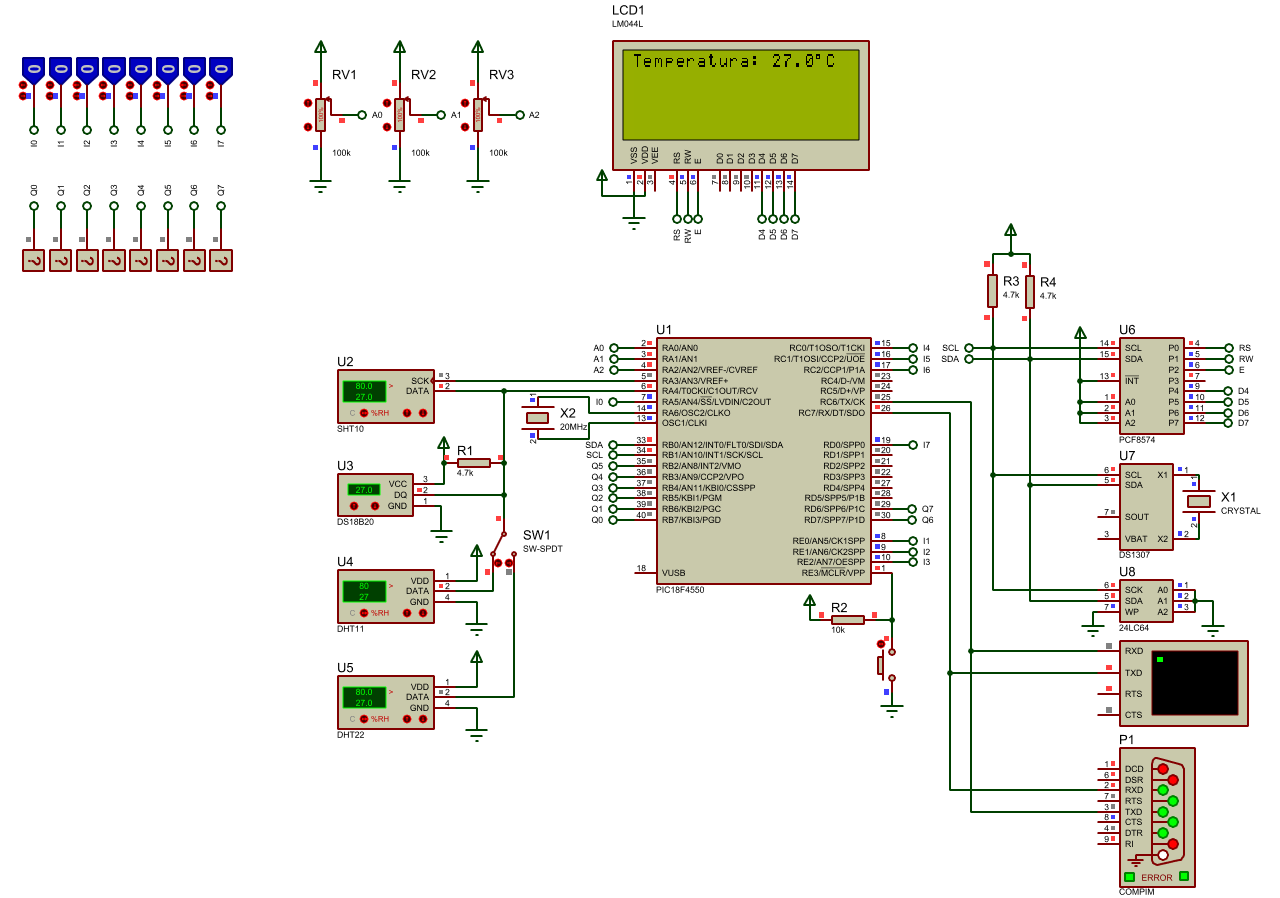 LCD1
LM044L
Temperatura: 27.0°C
VSS VDD VEE RS RW E D0 D1 D2 D3 D4 D5 D6 D7
1 2 3 4 5 6 7 8 9 10 11 12 13 14
RS RW E D4 D5 D6 D7
0 0 0 0 0 0 0 0
I0 I1 I2 I3 I4 I5 I6 I7
Q0 Q1 Q2 Q3 Q4 Q5 Q6 Q7
? ? ? ? ? ? ? ?
RV1
100%
A0
100k
RV2
100%
A1
100k
RV3
100%
A2
100k
U2
80.0 >
27.0
C %RH
SCK 3
DATA 2
SHT10
R1
4.7k
U3
27.0
VCC 3
DQ 2
GND 1
DS18B20
SW1
SW-SPDT
U4
80 >
27
C %RH
VDD 1
DATA 2
GND 4
DHT11
U5
80.0 >
27.0
C %RH
VDD 1
DATA 2
GND 4
DHT22
X2
20MHz
1
2
U1
A0 2 RA0/AN0
A1 3 RA1/AN1
A2 4 RA2/AN2/VREF-/CVREF
5 RA3/AN3/VREF+
6 RA4/T0CKI/C1OUT/RCV
I0 7 RA5/AN4/SS/LVDIN/C2OUT
14 RA6/OSC2/CLKO
13 OSC1/CLKI
SDA 33 RB0/AN12/INT0/FLT0/SDI/SDA
SCL 34 RB1/AN10/INT1/SCK/SCL
Q5 35 RB2/AN8/INT2/VMO
Q4 36 RB3/AN9/CCP2/VPO
Q3 37 RB4/AN11/KBI0/CSSPP
Q2 38 RB5/KBI1/PGM
Q1 39 RB6/KBI2/PGC
Q0 40 RB7/KBI3/PGD
18 VUSB
RC0/T1OSO/T1CKI 15 I4
RC1/T1OSI/CCP2/UOE 16 I5
RC2/CCP1/P1A 17 I6
RC4/D-/VM 23
RC5/D+/VP 24
RC6/TX/CK 25
RC7/RX/DT/SDO 26
RD0/SPP0 19 I7
RD1/SPP1 20
RD2/SPP2 21
RD3/SPP3 22
RD4/SPP4 27
RD5/SPP5/P1B 28
RD6/SPP6/P1C 29 Q7
RD7/SPP7/P1D 30 Q6
RE0/AN5/CK1SPP 8 I1
RE1/AN6/CK2SPP 9 I2
RE2/AN7/OESPP 10 I3
RE3/MCLR/VPP 1
PIC18F4550
R2
10k
R3
4.7k
R4
4.7k
SCL
SDA
U6
14 SCL P0 4 RS
15 SDA P1 5 RW
P2 6 E
13 INT P3 7
P4 9 D4
1 A0 P5 10 D5
2 A1 P6 11 D6
3 A2 P7 12 D7
PCF8574
U7
6 SCL X1 1
5 SDA
7 SOUT
3 VBAT X2 2
DS1307
X1
CRYSTAL
1
2
U8
6 SCK A0 1
5 SDA A1 2
7 WP A2 3
24LC64
RXD
TXD
RTS
CTS
P1
1 DCD
6 DSR
2 RXD
7 RTS
3 TXD
8 CTS
4 DTR
9 RI
ERROR
COMPIM